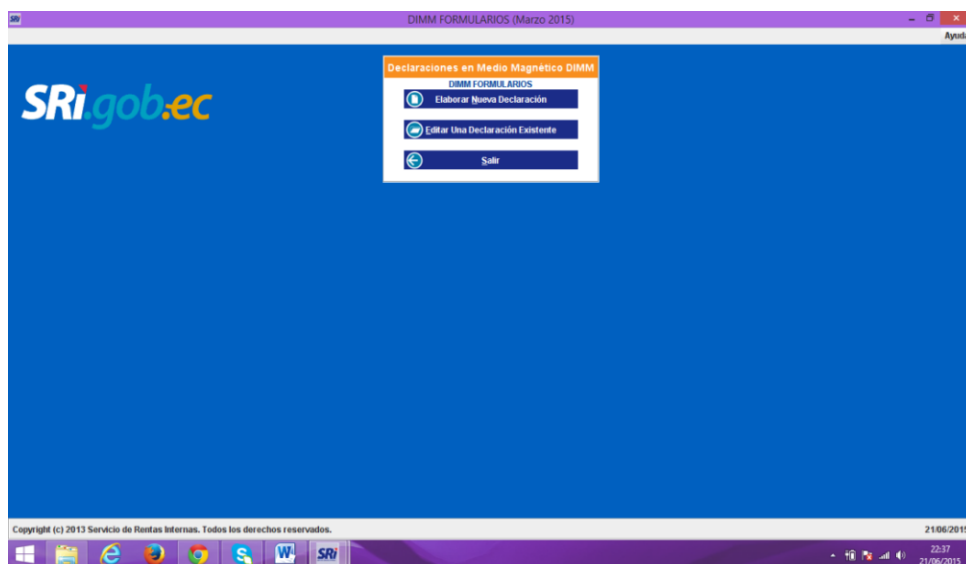 SRi
DIMM FORMULARIOS (Marzo 2015)
Ayuda
SRi.gob.ec
Declaraciones en Medio Magnético DIMM
DIMM FORMULARIOS
Elaborar Nueva Declaración
Editar Una Declaración Existente
Salir
Copyright (c) 2013 Servicio de Rentas Internas. Todos los derechos reservados.
21/06/2015
SRi
22:37
21/06/2015